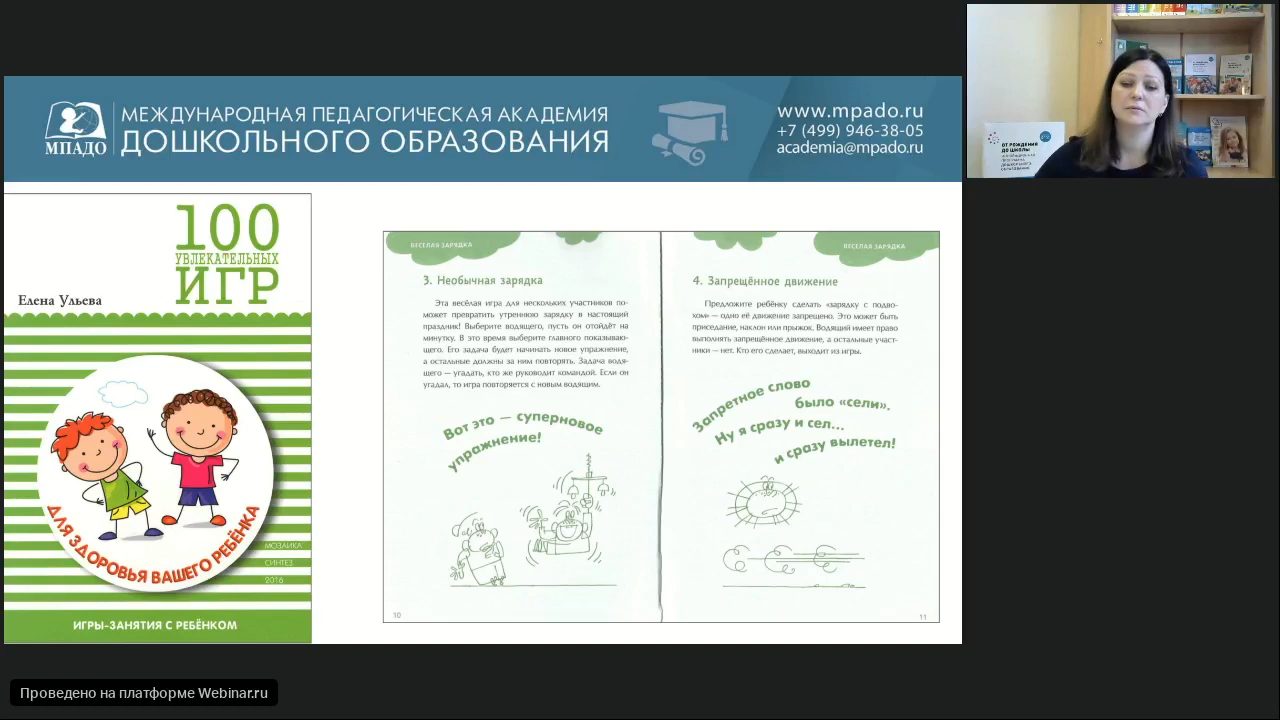 МПАДО
МЕЖДУНАРОДНАЯ ПЕДАГОГИЧЕСКАЯ АКАДЕМИЯ
ДОШКОЛЬНОГО ОБРАЗОВАНИЯ
www.mpado.ru
+7 (499) 946-38-05
academia@mpado.ru
ОТ РОЖДЕНИЯ
ДО ШКОЛЫ
100
УВЛЕКАТЕЛЬНЫХ
ИГР
Елена Ульева
ДЛЯ ЗДОРОВЬЯ ВАШЕГО РЕБЁНКА
МОЗАИКА
СИНТЕЗ
2016
ИГРЫ-ЗАНЯТИЯ С РЕБЁНКОМ
ВЕСЕЛАЯ ЗАРЯДКА
3. Необычная зарядка
Эта весёлая игра для нескольких участников по-
может превратить утреннюю зарядку в настоящий
праздник! Выберите водящего, пусть он отойдёт на
минутку. В это время выберите главного показываю-
щего. Его задача будет начинать новое упражнение,
а остальные должны за ним повторять. Задача водя-
щего — угадать, кто же руководит командой. Если он
угадал, то игра повторяется с новым водящим.
Вот это — суперновое
упражнение!
10
ВЕСЕЛАЯ ЗАРЯДКА
4. Запрещённое движение
Предложите ребёнку сделать «зарядку с подво-
хом» — одно её движение запрещено. Это может быть
приседание, наклон или прыжок. Водящий имеет право
выполнять запрещённое движение, а остальные участ-
ники — нет. Кто его сделает, выходит из игры.
Запретное слово
было «сели».
Ну я сразу и сел...
и сразу вылетел!
11
Проведено на платформе Webinar.ru